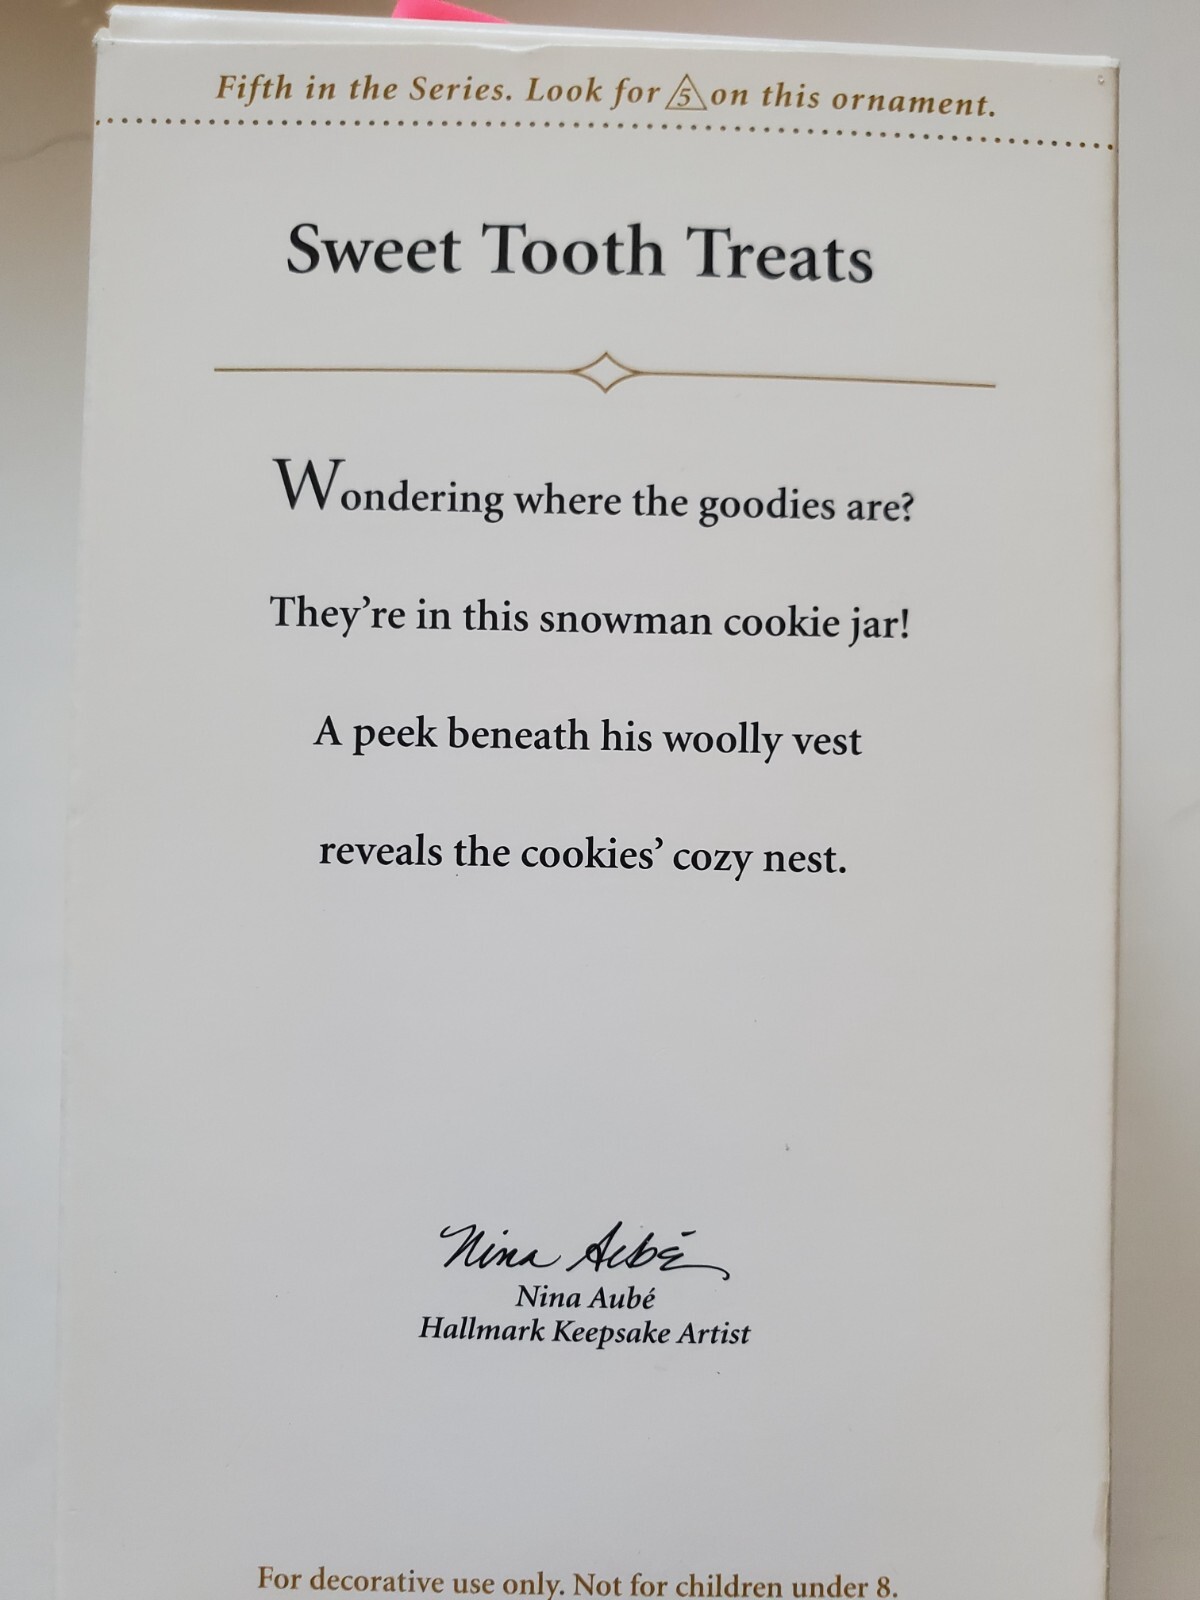 Fifth in the Series. Look for 5 on this ornament.
Sweet Tooth Treats
Wondering where the goodies are?
They're in this snowman cookie jar!
A peek beneath his woolly vest
reveals the cookies' cozy nest.
Nina Aubé
Nina Aubé
Hallmark Keepsake Artist
For decorative use only. Not for children under 8.